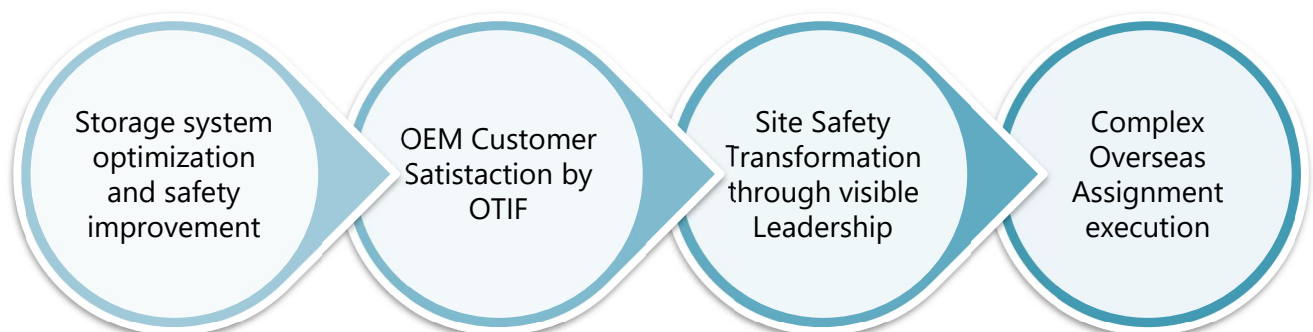 Storage system
optimization
and safety
improvement
OEM Customer
Satistaction by
OTIF
Site Safety
Transformation
through visible
Leadership
Complex
Overseas
Assignment
execution